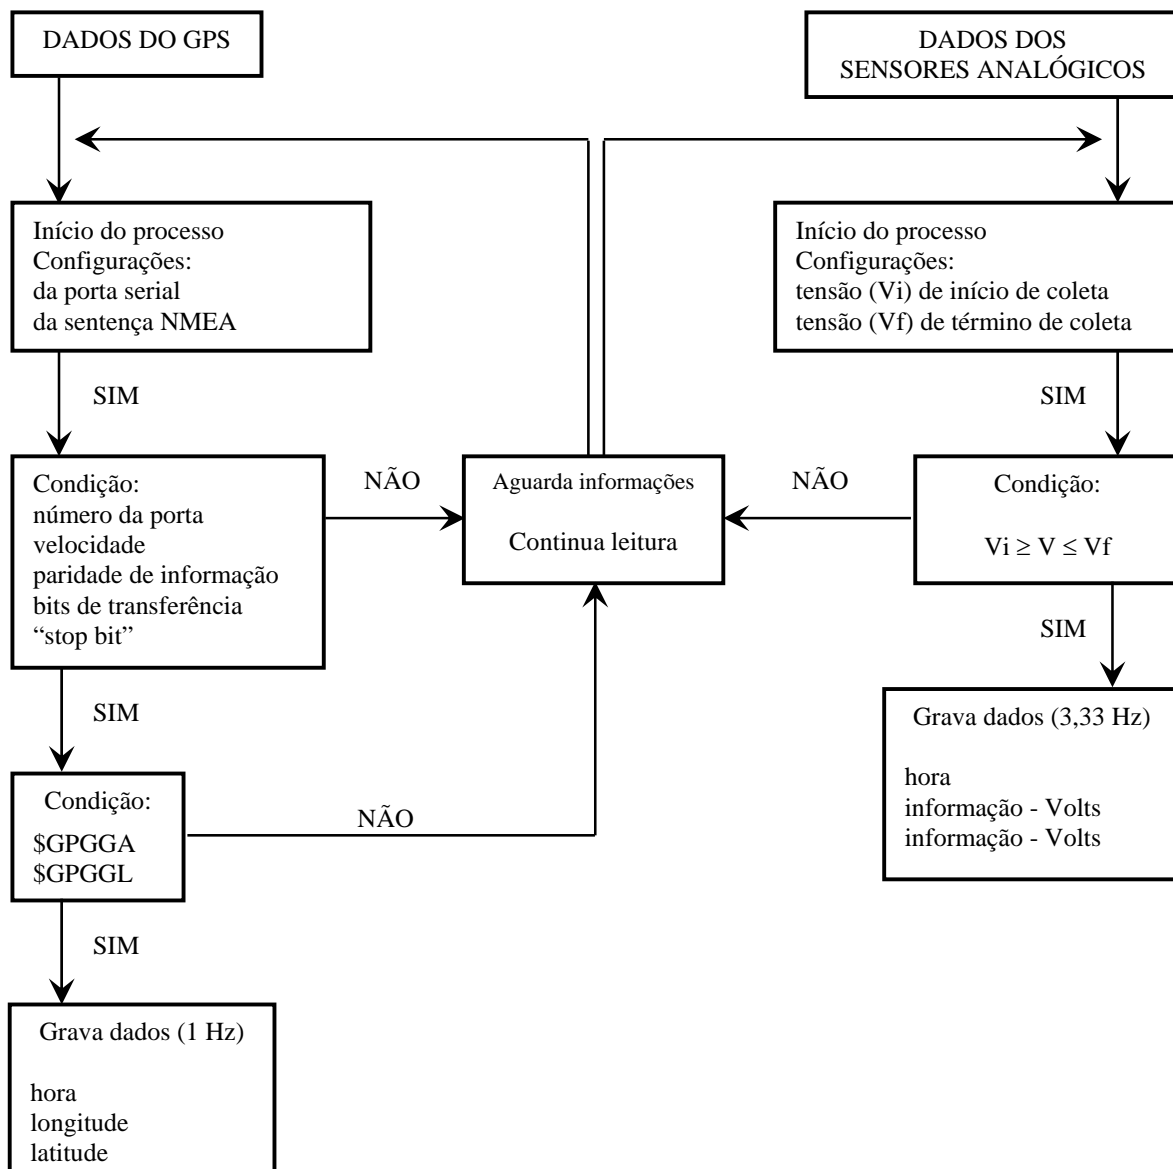 DADOS DO GPS
DADOS DOS
SENSORES ANALÓGICOS
Início do processo
Configurações:
da porta serial
da sentença NMEA
Início do processo
Configurações:
tensão (Vi) de início de coleta
tensão (Vf) de término de coleta
SIM
SIM
Condição:
número da porta
velocidade
paridade de informação
bits de transferência
“stop bit”
NÃO
Aguarda informações
Continua leitura
NÃO
Condição:
Vi ≥ V ≤ Vf
SIM
SIM
Grava dados (3,33 Hz)
hora
informação - Volts
informação - Volts
Condição:
$GPGGA
$GPGGL
NÃO
SIM
Grava dados (1 Hz)
hora
longitude
latitude